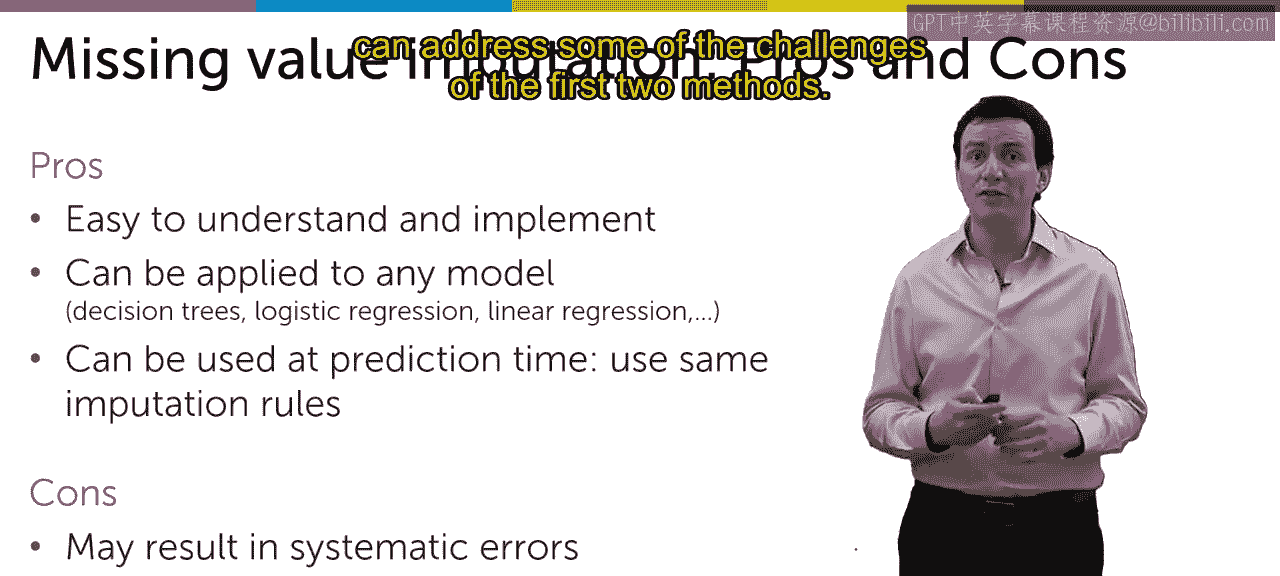 GPT中英字幕课程资源@bilibili.com
Missing value imputation: Pros and Cons
can address some of the challenges
of the first two methods.
Pros
• Easy to understand and implement
• Can be applied to any model
(decision trees, logistic regression, linear regression,...)
• Can be used at prediction time: use same
imputation rules
Cons
• May result in systematic errors